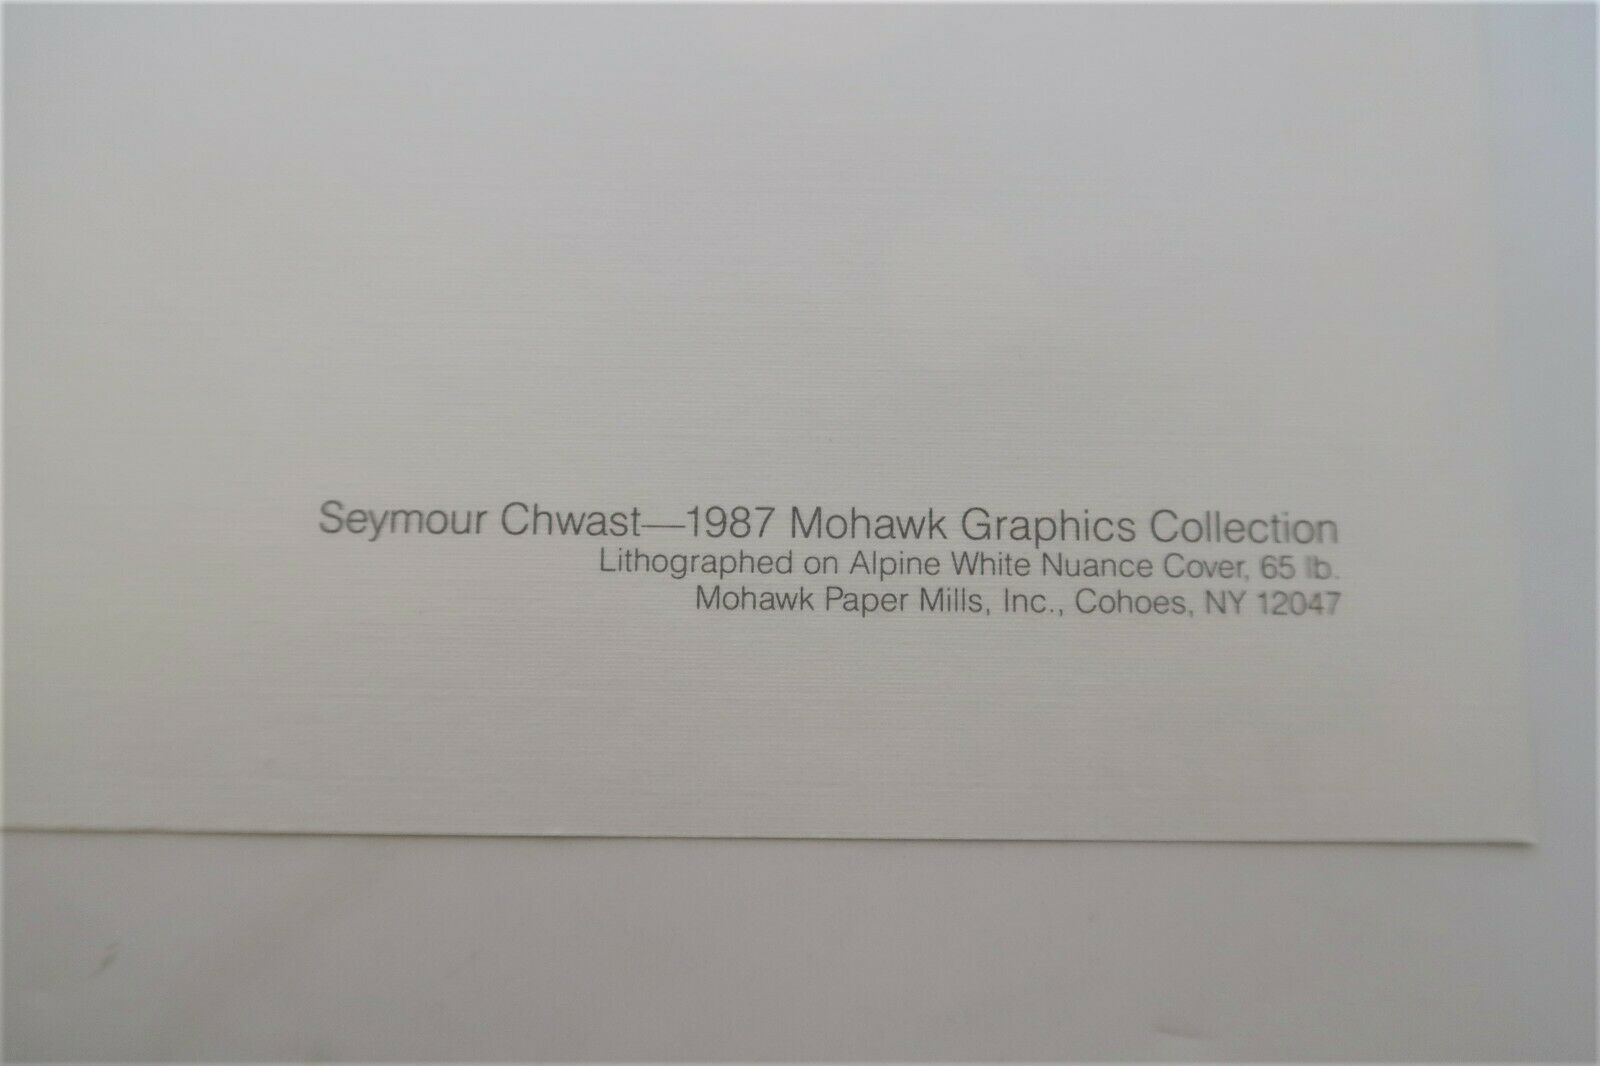 Seymour Chwast—1987 Mohawk Graphics Collection
Lithographed on Alpine White Nuance Cover, 65 lb.
Mohawk Paper Mills, Inc., Cohoes, NY 12047